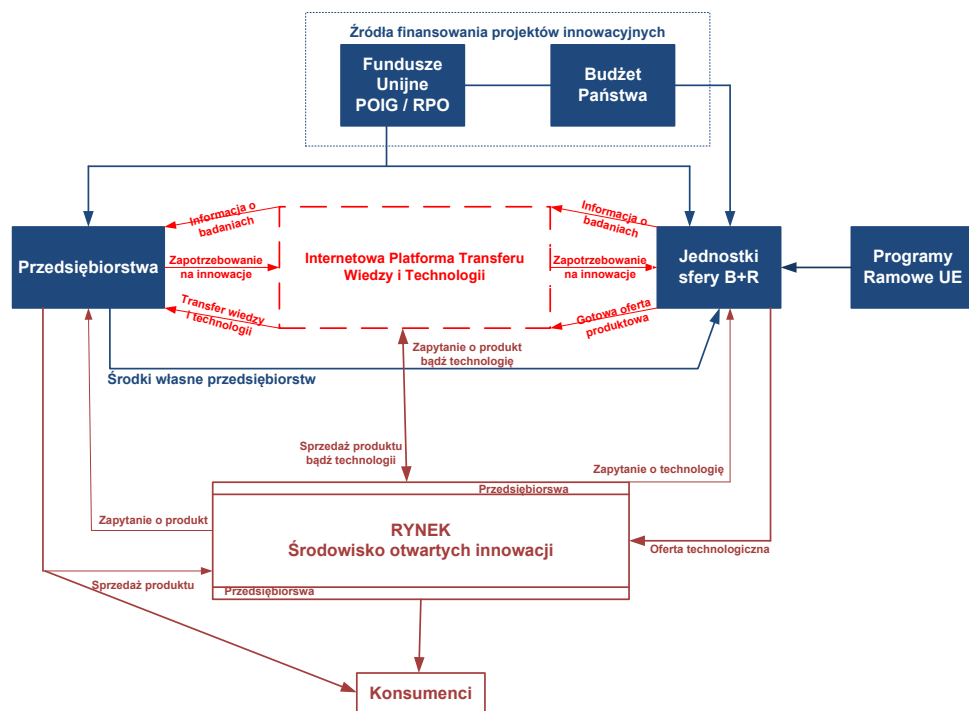 Źródła finansowania projektów innowacyjnych
Fundusze
Unijne
POIG / RPO
Budżet
Państwa
Informacja o
badaniach
Informacja o
badaniach
Przedsiębiorstwa
Zapotrzebowanie
na innowacje
Internetowa Platforma Transferu
Wiedzy i Technologii
Zapotrzebowanie
na innowacje
Jednostki
sfery B+R
Programy
Ramowe UE
Transfer wiedzy
I technologii
Gotowa oferta
produktowa
Zapytanie o produkt
bądź technologię
Środki własne przedsiębiorstw
Sprzedaż produktu
bądź technologii
Zapytanie o technologię
Przedsiębiorswa
Zapytanie o produkt
RYNEK
Środowisko otwartych innowacji
Oferta technologiczna
Sprzedaż produktu
Przedsiębiorswa
Konsumenci